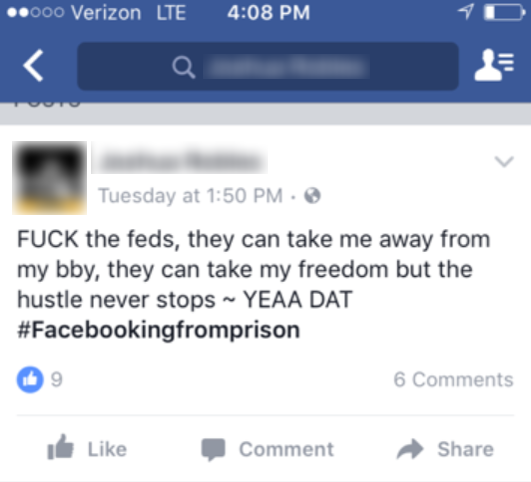 Verizon LTE 4:08 PM
Tuesday at 1:50 PM ·
FUCK the feds, they can take me away from
my bby, they can take my freedom but the
hustle never stops ~ YEAA DAT
#Facebookingfromprison
9 6 Comments
Like Comment Share